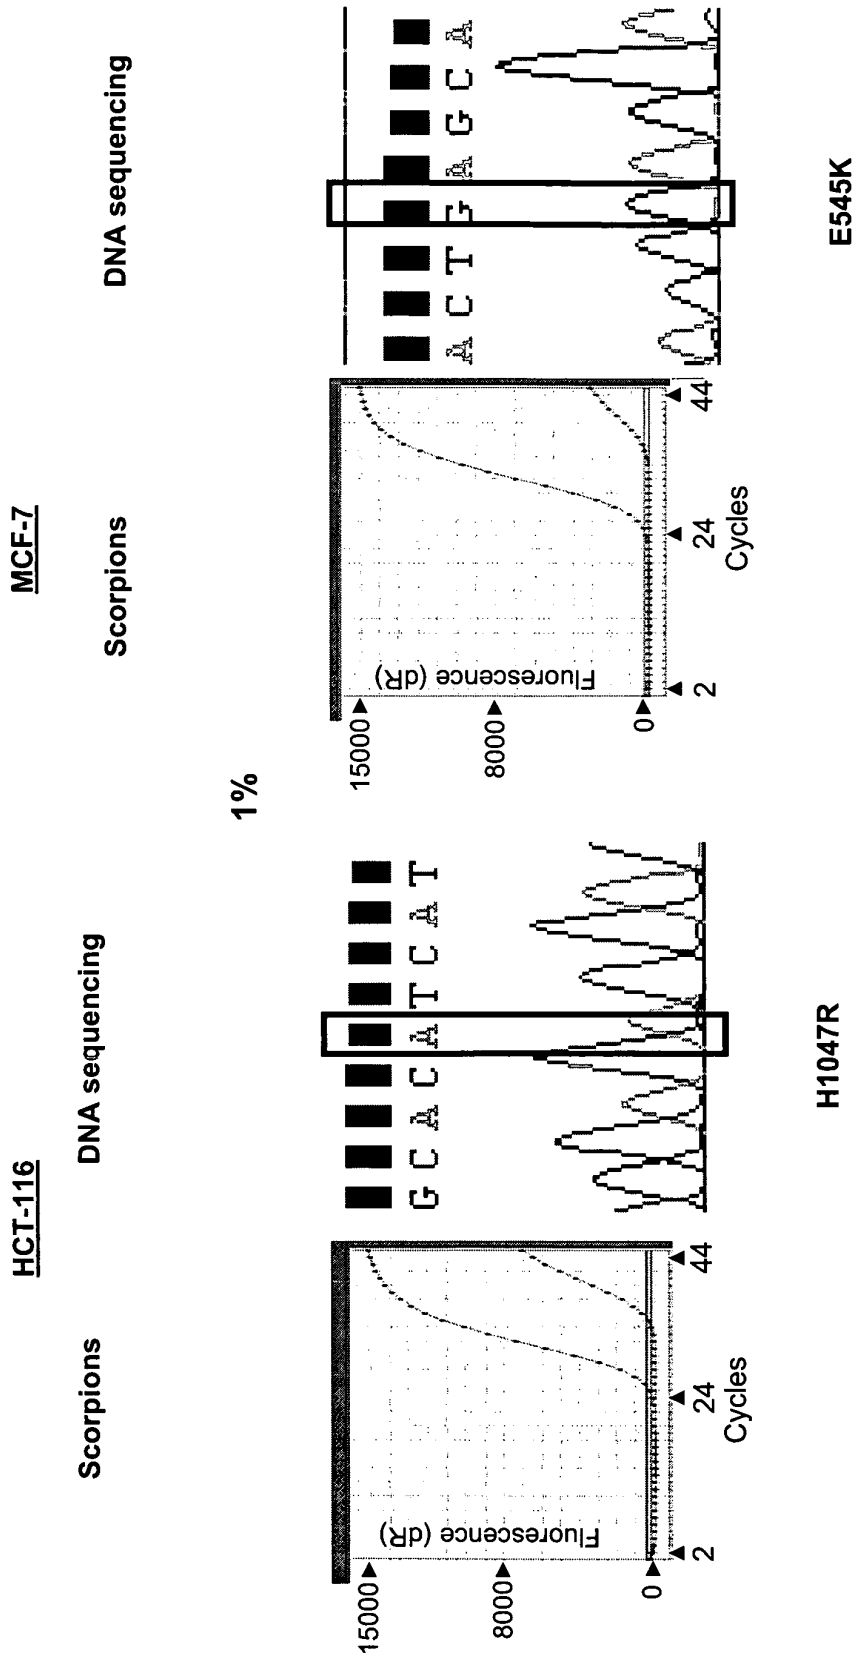 HCT-116
MCF-7
Scorpions
DNA sequencing
Scorpions
DNA sequencing
1%
15000
8000
0
Fluorescence (dR)
2
24
44
Cycles
G C A C A T C A T
H1047R
15000
8000
0
Fluorescence (dR)
2
24
44
Cycles
A C T G A G C A
E545K